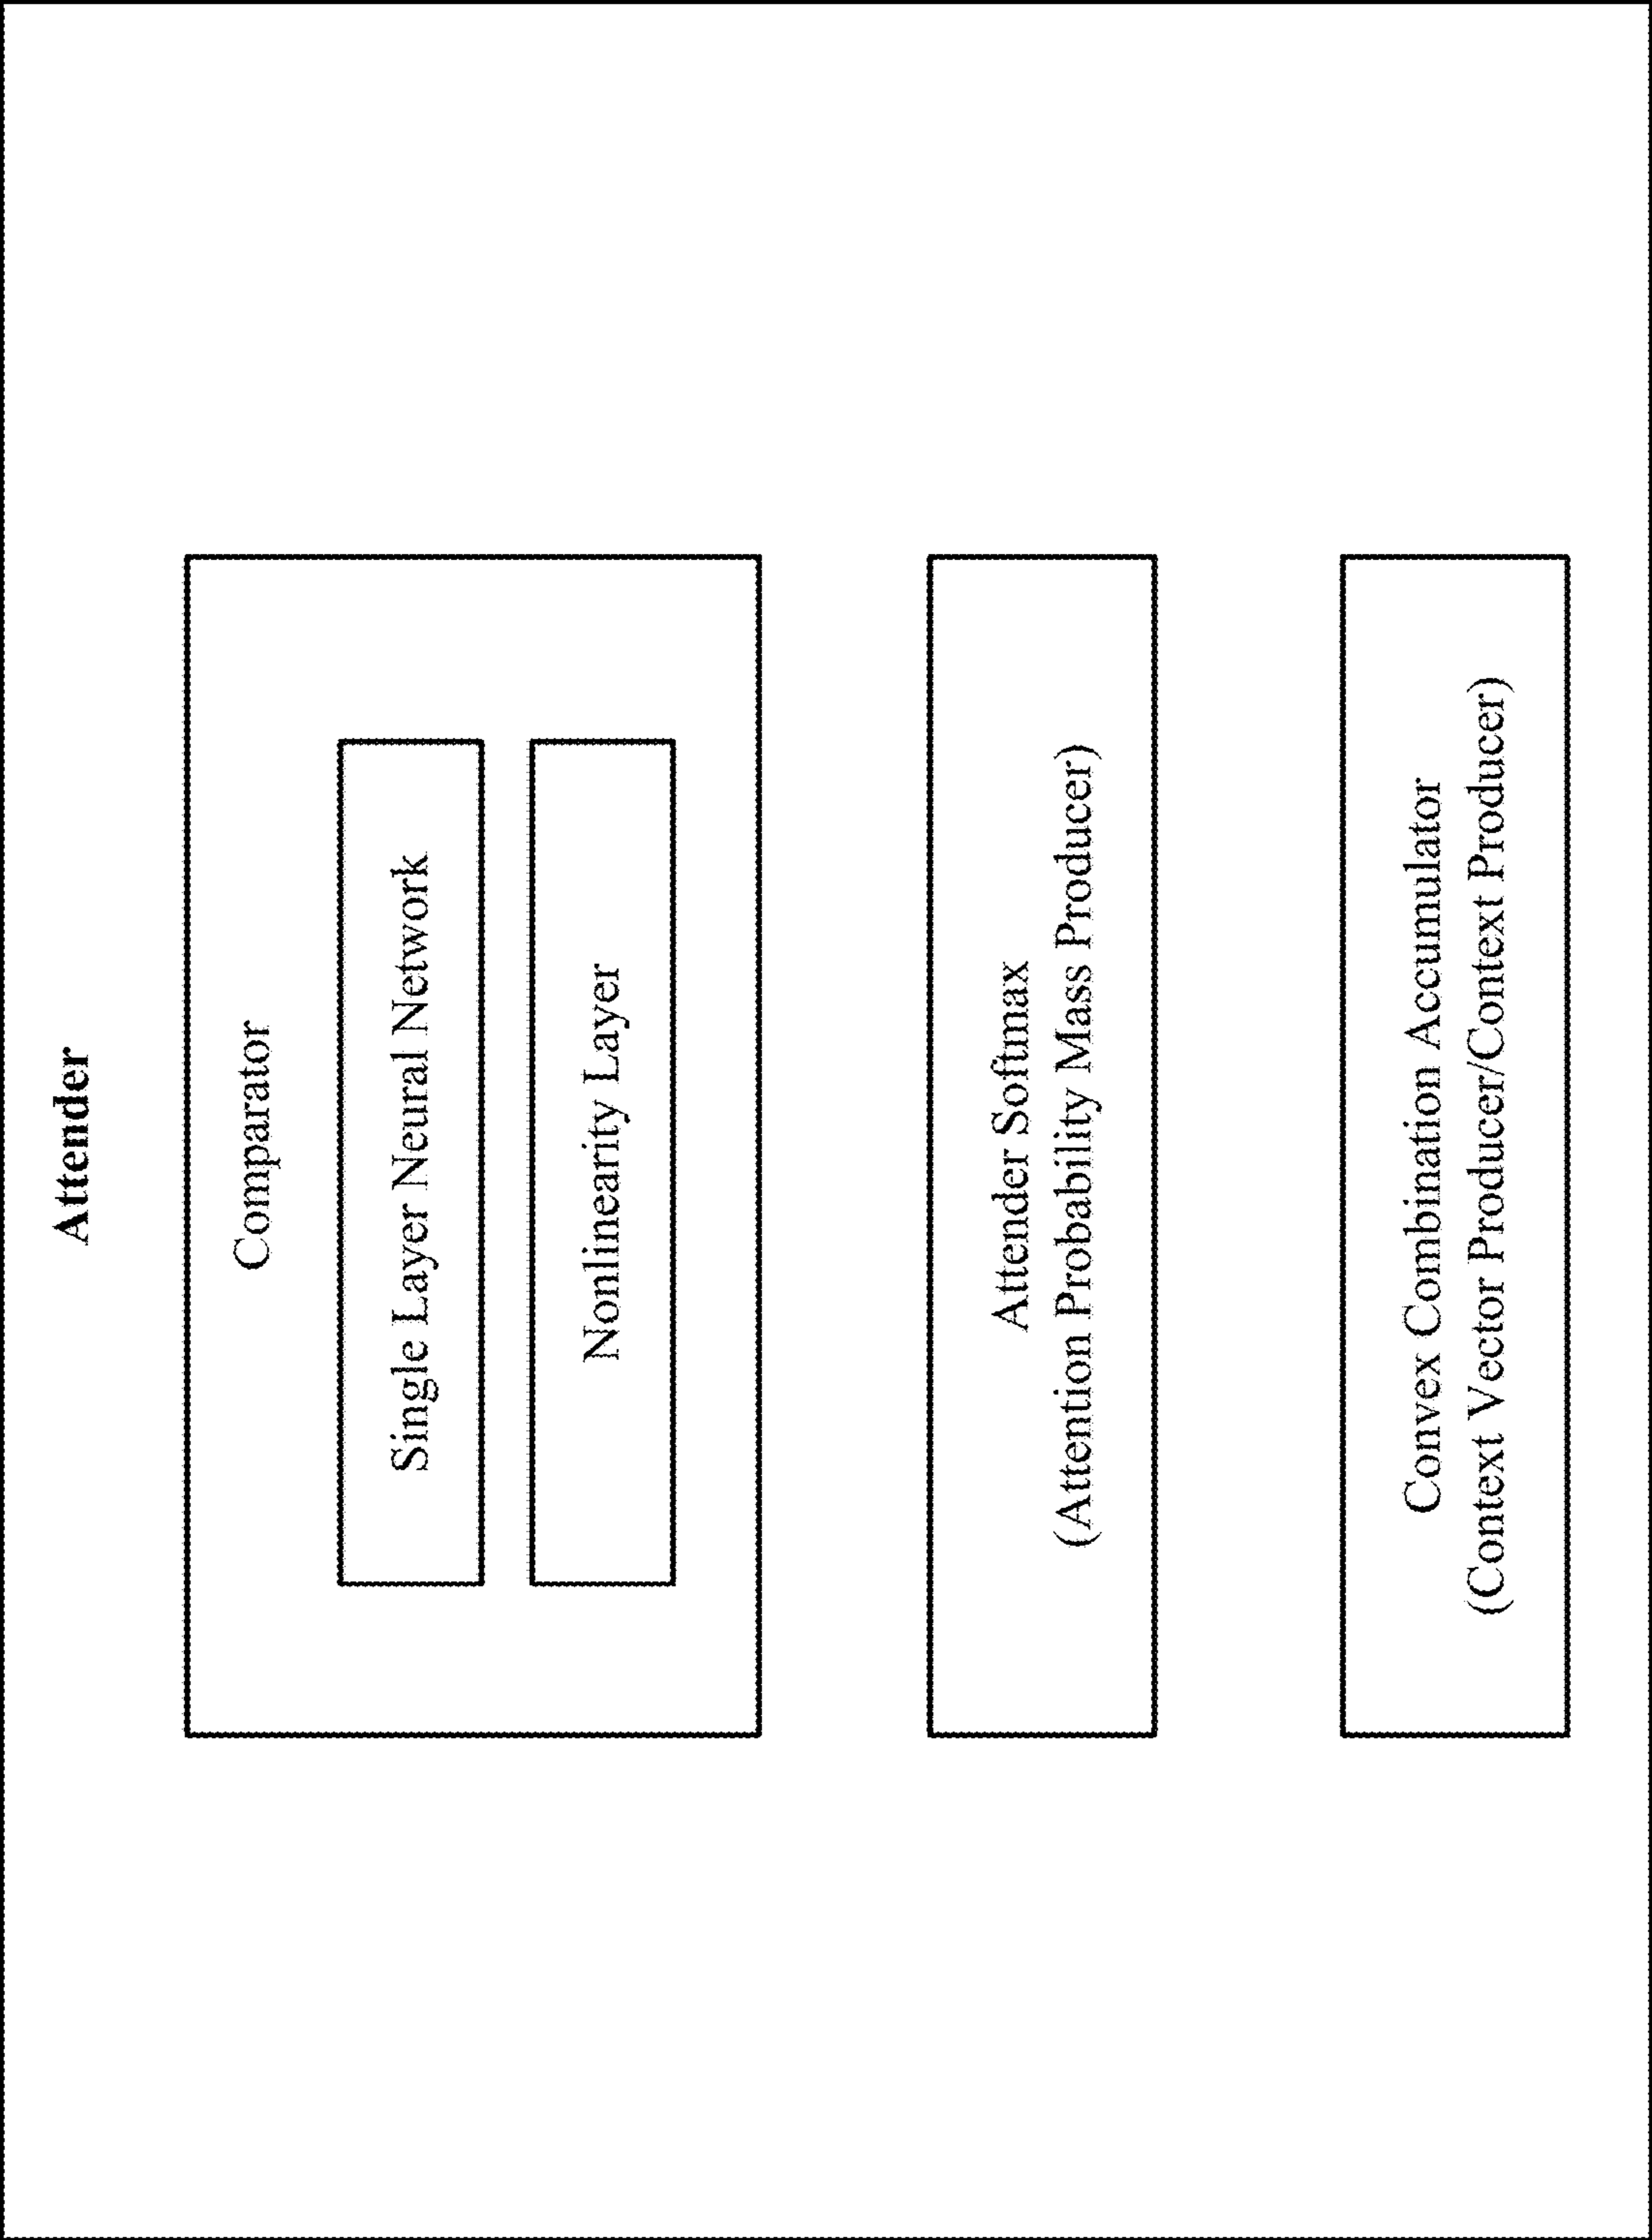 Attender
Comparator
Single Layer Neural Network
Nonlinearity Layer
Attender Softmax
(Attention Probability Mass Producer)
Convex Combination Accumulator
(Context Vector Producer/Context Producer)